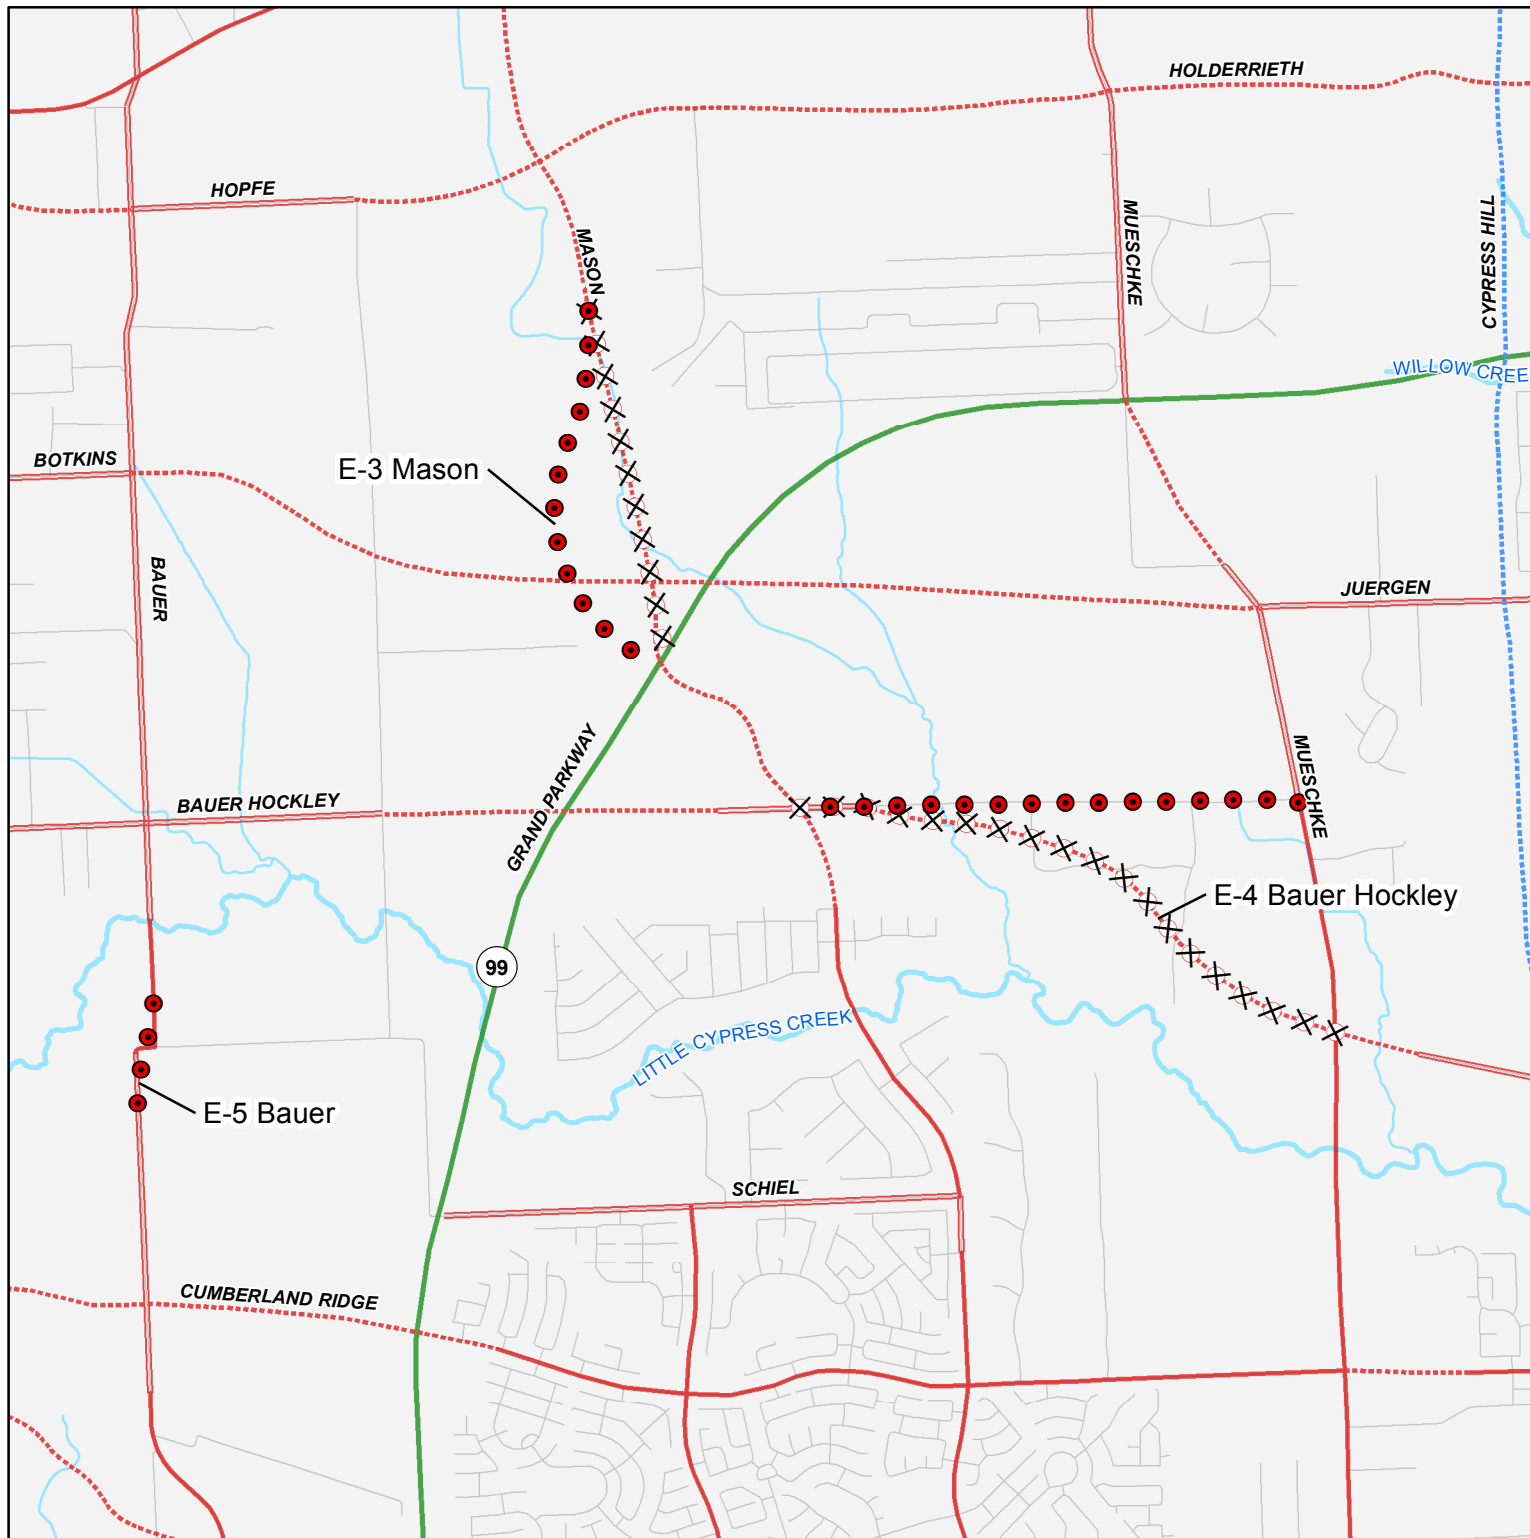 HOLDERRIETH
HOPFE
MASON
MUESCHKE
CYPRESS HILL
WILLOW CREE
BOTKINS
E-3 Mason
BAUER
JUERGEN
GRAND PARKWAY
BAUER HOCKLEY
MUESCHKE
E-4 Bauer Hockley
99
LITTLE CYPRESS CREEK
E-5 Bauer
SCHIEL
CUMBERLAND RIDGE